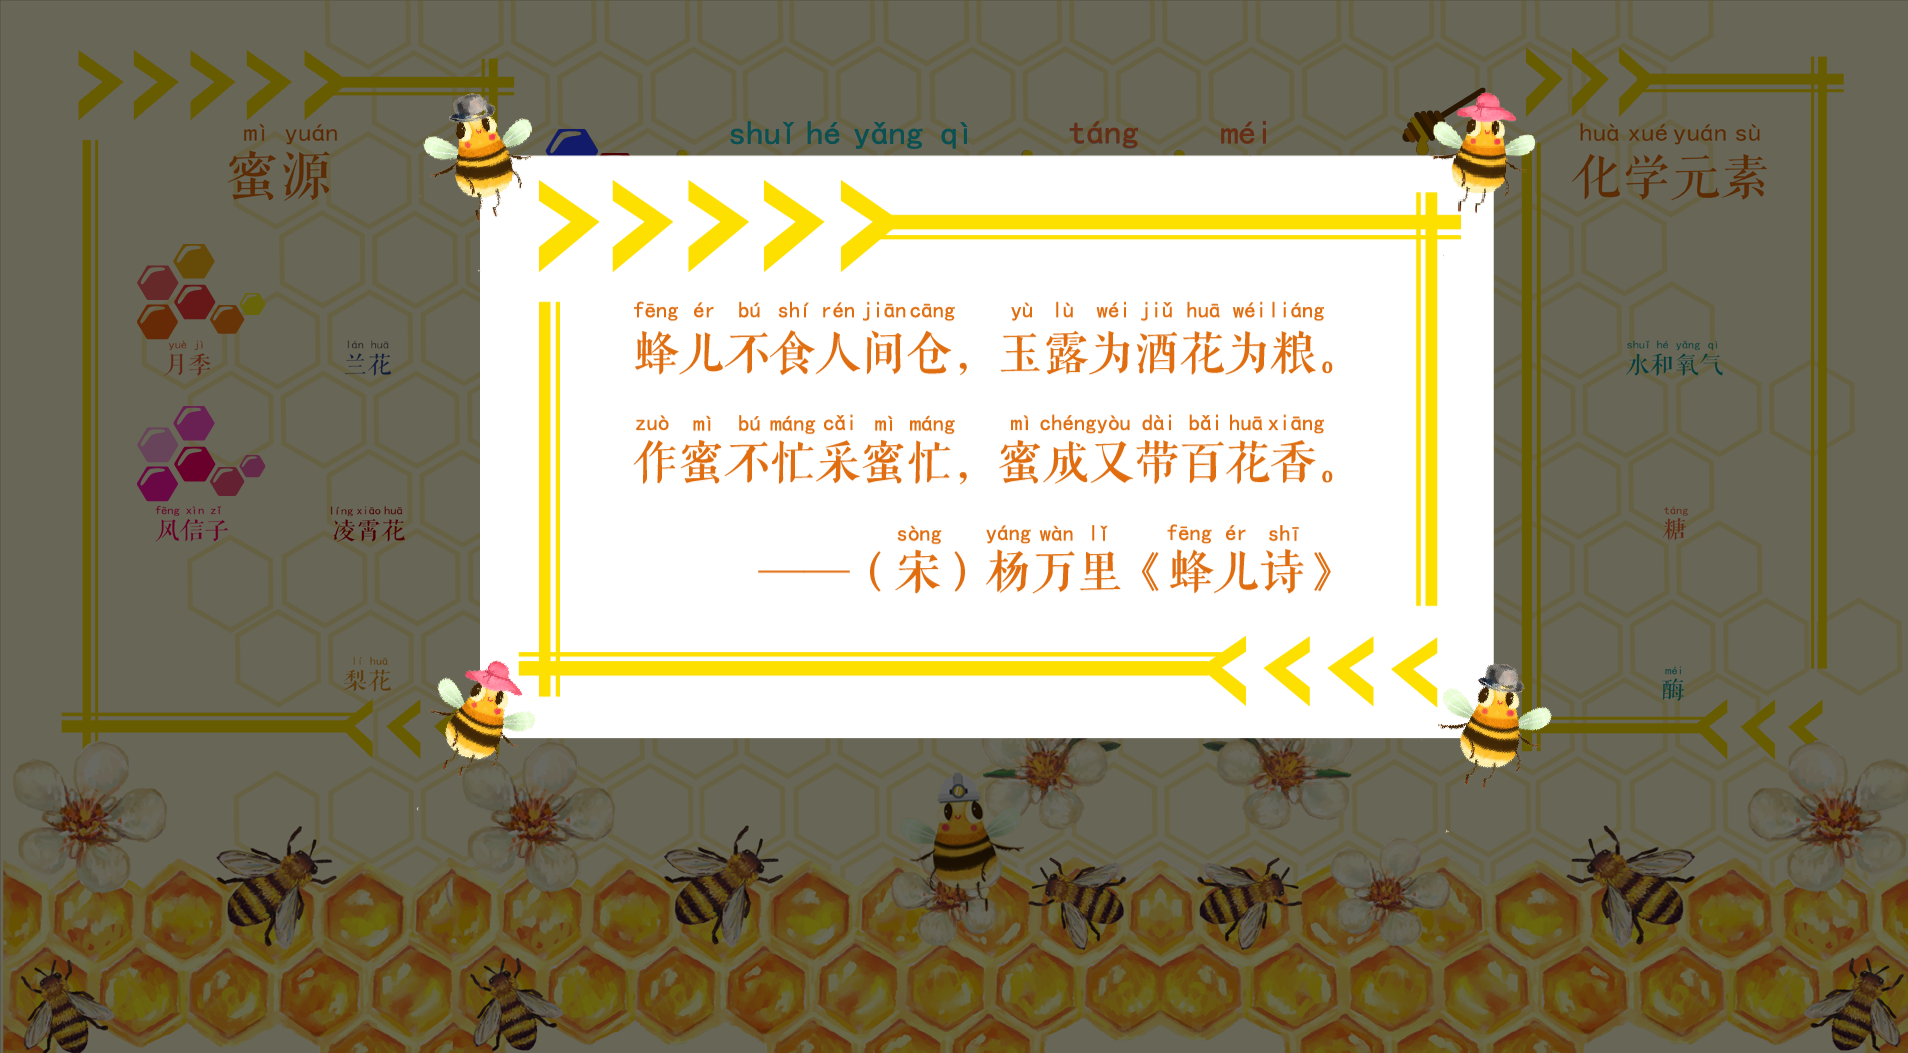 mì yuán
蜜源
yuè jì
月季
lán huā
兰花
fēng xìn zǐ
风信子
líng xiāo huā
凌霄花
lí huā
梨花
shuǐ hé yǎng qì táng méi
fēng ér bú shí rén jiān cāng yù lù wéi jiǔ huā wéi liáng
蜂儿不食人间仓，玉露为酒花为粮。
zuò mì bú máng cǎi mì máng mì chéng yòu dài bǎi huā xiāng
作蜜不忙采蜜忙，蜜成又带百花香。
sòng yáng wàn lǐ fēng ér shī
——（宋）杨万里《蜂儿诗》
huà xué yuán sù
化学元素
shuǐ hé yǎng qì
水和氧气
táng
糖
méi
酶